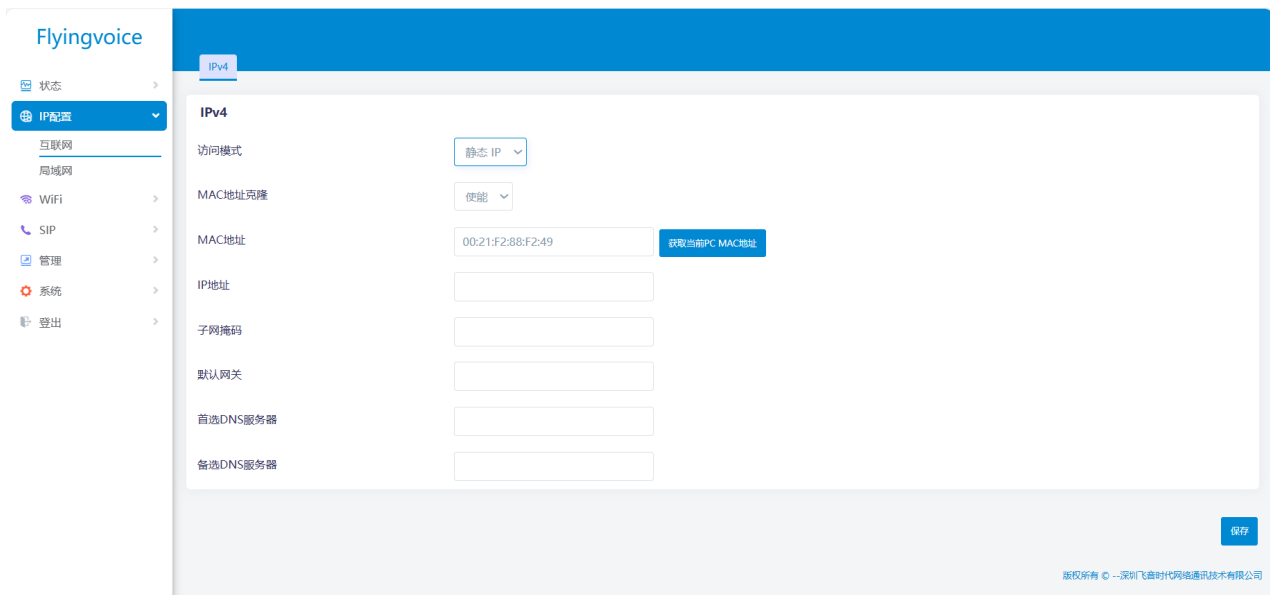 Flyingvoice
状态
IP配置
互联网
局域网
WiFi
SIP
管理
系统
登出
IPv4
IPv4
访问模式
静态 IP
MAC地址克隆
使能
MAC地址
00:21:F2:88:F2:49
获取当前PC MAC地址
IP地址
子网掩码
默认网关
首选DNS服务器
备选DNS服务器
保存
版权所有 © --深圳飞音时代网络通讯技术有限公司